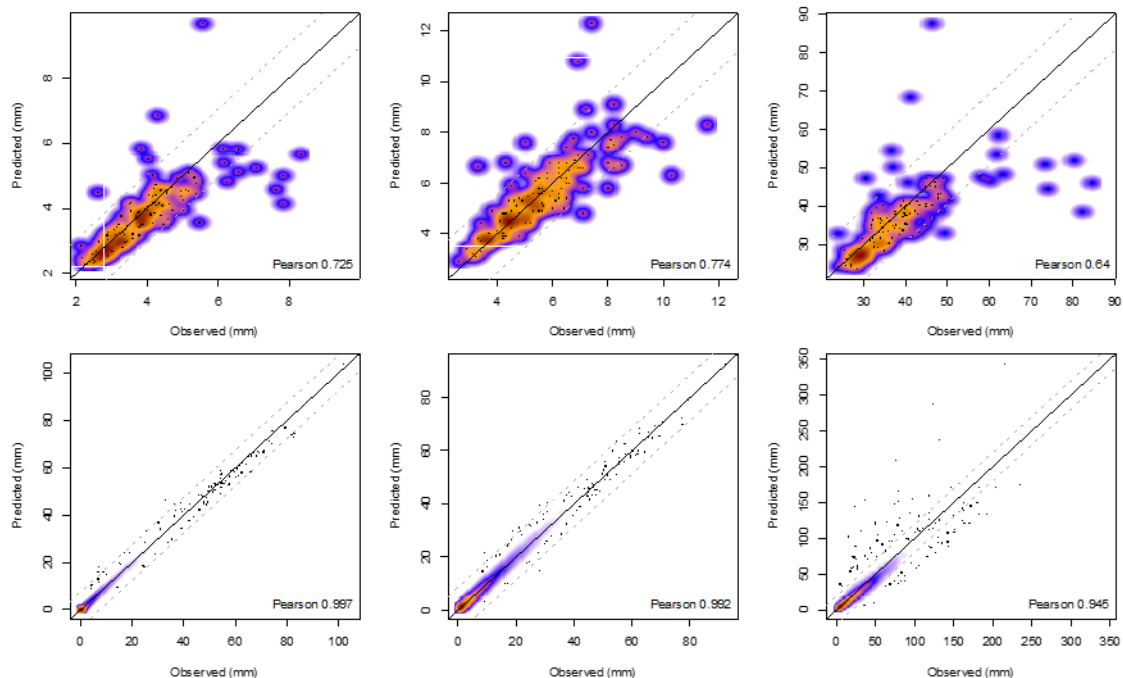 Predicted (mm)
2 4 6 8
2 4 6 8
Observed (mm)
Pearson 0.725
Predicted (mm)
4 6 8 10 12
4 6 8 10 12
Observed (mm)
Pearson 0.774
Predicted (mm)
30 40 50 60 70 80 90
30 40 50 60 70 80 90
Observed (mm)
Pearson 0.64
Predicted (mm)
0 20 40 60 80 100
0 20 40 60 80 100
Observed (mm)
Pearson 0.997
Predicted (mm)
0 20 40 60 80
0 20 40 60 80
Observed (mm)
Pearson 0.992
Predicted (mm)
0 50 100 150 200 250 300 350
0 50 100 150 200 250 300 350
Observed (mm)
Pearson 0.945